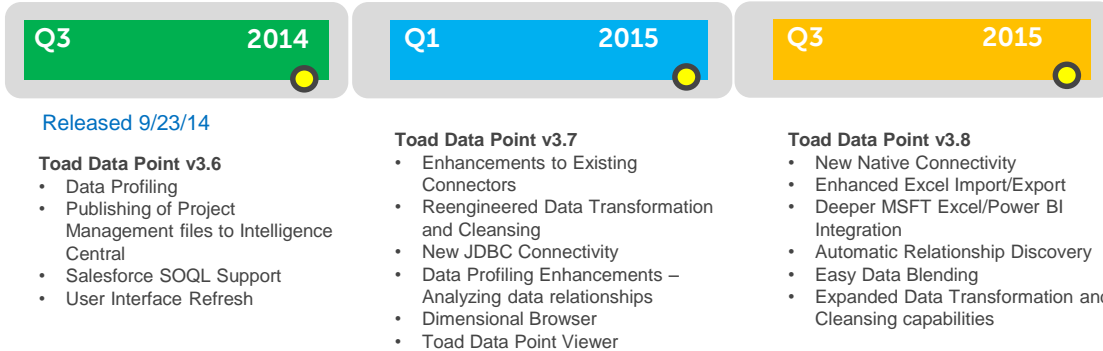 Q3 2014
Released 9/23/14
Toad Data Point v3.6
• Data Profiling
• Publishing of Project
Management files to Intelligence
Central
• Salesforce SOQL Support
• User Interface Refresh
Q1 2015
Toad Data Point v3.7
• Enhancements to Existing
Connectors
• Reengineered Data Transformation
and Cleansing
• New JDBC Connectivity
• Data Profiling Enhancements –
Analyzing data relationships
• Dimensional Browser
• Toad Data Point Viewer
Q3 2015
Toad Data Point v3.8
• New Native Connectivity
• Enhanced Excel Import/Export
• Deeper MSFT Excel/Power BI
Integration
• Automatic Relationship Discovery
• Easy Data Blending
• Expanded Data Transformation and
Cleansing capabilities